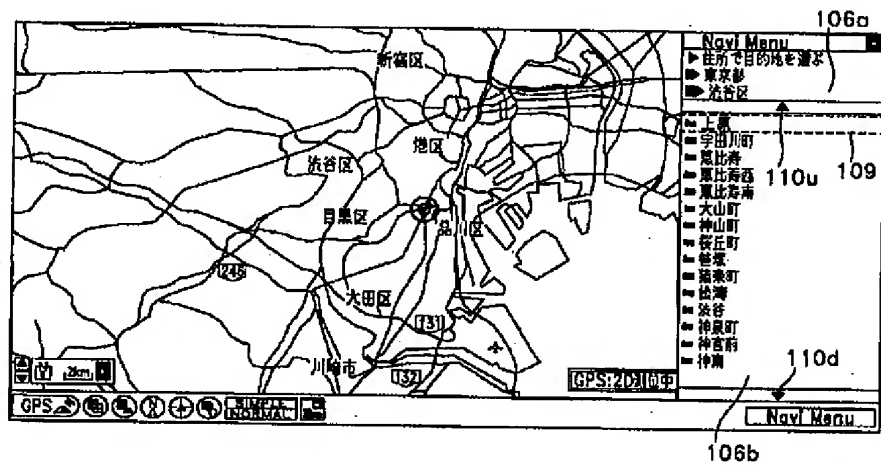 106a
Navi Menu
▶住所で目的地を選ぶ
東京都
渋谷区
110u
109
上原
宇田川町
恵比寿
恵比寿西
恵比寿南
大山町
神山町
桜丘町
笹塚
猿楽町
松濤
渋谷
神泉町
神宮前
神南
110d
新宿区
港区
渋谷区
目黒区
品川区
246
大田区
131
川崎市
132
2km
GPS:2D測位中
GPS
SIMPLE
NORMAL
Navi Menu
106b